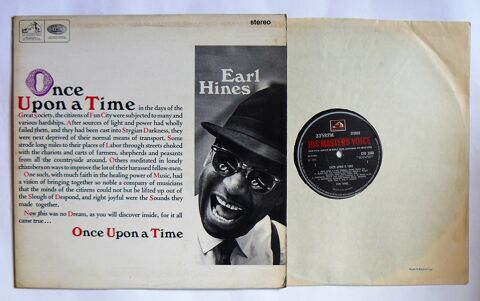 stereo
Earl
Hines
Once
Upon a Time in the days of the
Great Society, the citizens of Fun City were subjected to many and
various hardships. After sources of light and power had wholly
failed them, and they had been cast into Stygian Darkness, they
were next deprived of their normal means of transport. Some
strode long miles to their places of Labor through streets choked
with the chariots and carts of farmers, shepherds and peasants
from all the countryside around. Others meditated in lonely
chambers on ways to improve the lot of their harassed fellow-men.
One such, with much faith in the healing power of Music, had
a vision of bringing together so noble a company of musicians
that the minds of the citizens could not but be lifted up out of
the Slough of Despond, and right joyful were the Sounds they
made together.
Now this was no Dream, as you will discover inside, for it all
came true...
Once Upon a Time
33⅓ RPM
STEREO
HIS MASTER'S VOICE
ONCE UPON A TIME
EARL HINES